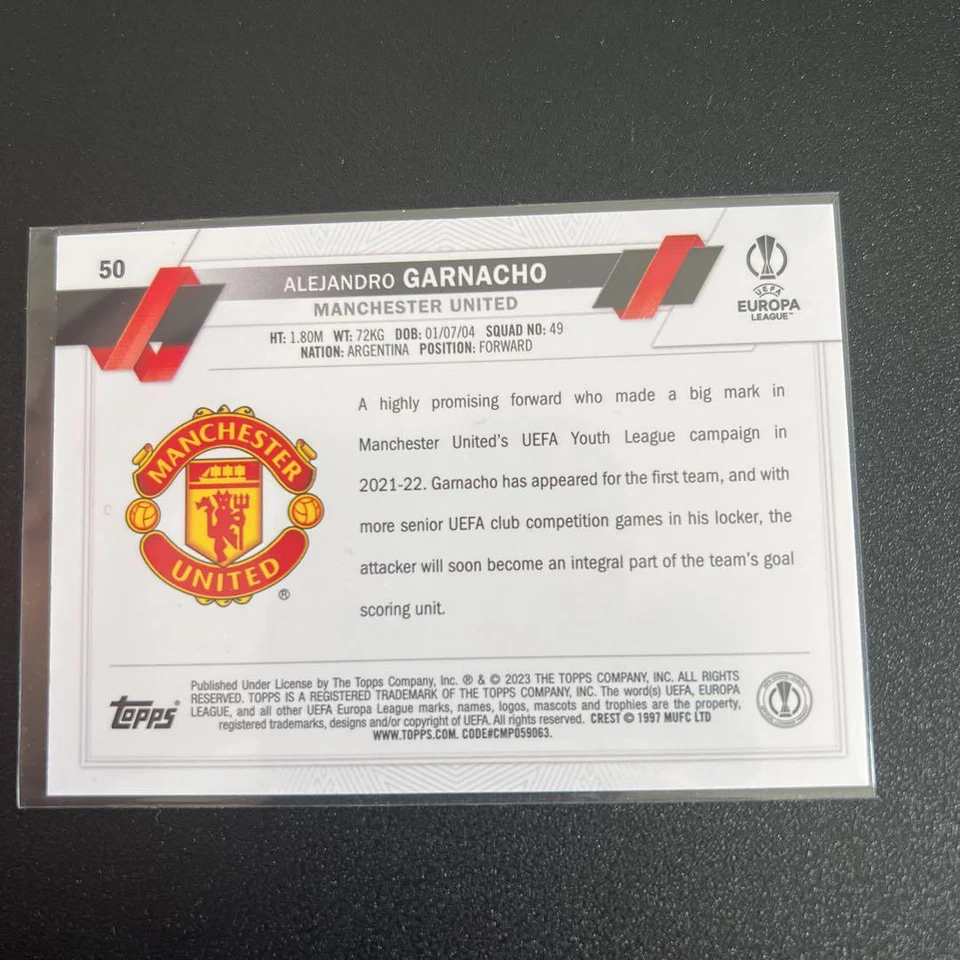 50
ALEJANDRO GARNACHO
MANCHESTER UNITED
HT: 1.80M WT: 72KG DOB: 01/07/04 SQUAD NO: 49
NATION: ARGENTINA POSITION: FORWARD
UEFA
EUROPA
LEAGUE™
MANCHESTER
UNITED
®
A highly promising forward who made a big mark in
Manchester United's UEFA Youth League campaign in
2021-22. Garnacho has appeared for the first team, and with
more senior UEFA club competition games in his locker, the
attacker will soon become an integral part of the team's goal
scoring unit.
topps®
Published Under License by The Topps Company, Inc. ® & © 2023 THE TOPPS COMPANY, INC. ALL RIGHTS
RESERVED. TOPPS IS A REGISTERED TRADEMARK OF THE TOPPS COMPANY, INC. The word(s) UEFA, EUROPA
LEAGUE, and all other UEFA Europa League marks, names, logos, mascots and trophies are the property,
registered trademarks, designs and/or copyright of UEFA. All rights reserved. CREST © 1997 MUFC LTD
WWW.TOPPS.COM. CODE#CMP059063.